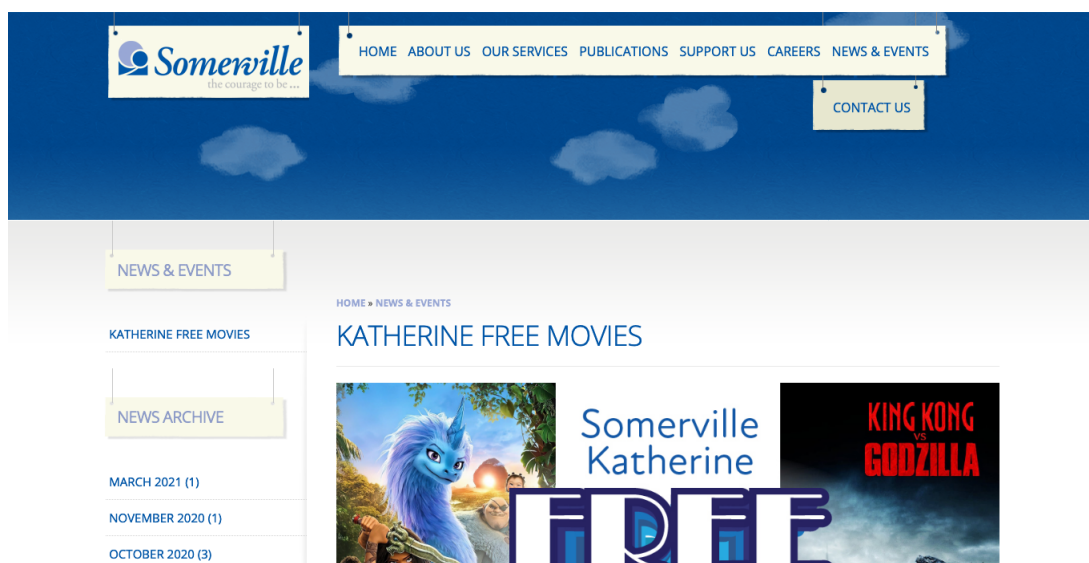 Somerville
the courage to be ...
HOME ABOUT US OUR SERVICES PUBLICATIONS SUPPORT US CAREERS NEWS & EVENTS
CONTACT US
NEWS & EVENTS
KATHERINE FREE MOVIES
NEWS ARCHIVE
MARCH 2021 (1)
NOVEMBER 2020 (1)
OCTOBER 2020 (3)
HOME » NEWS & EVENTS
KATHERINE FREE MOVIES
Somerville
Katherine
FREE
KING KONG
VS
GODZILLA